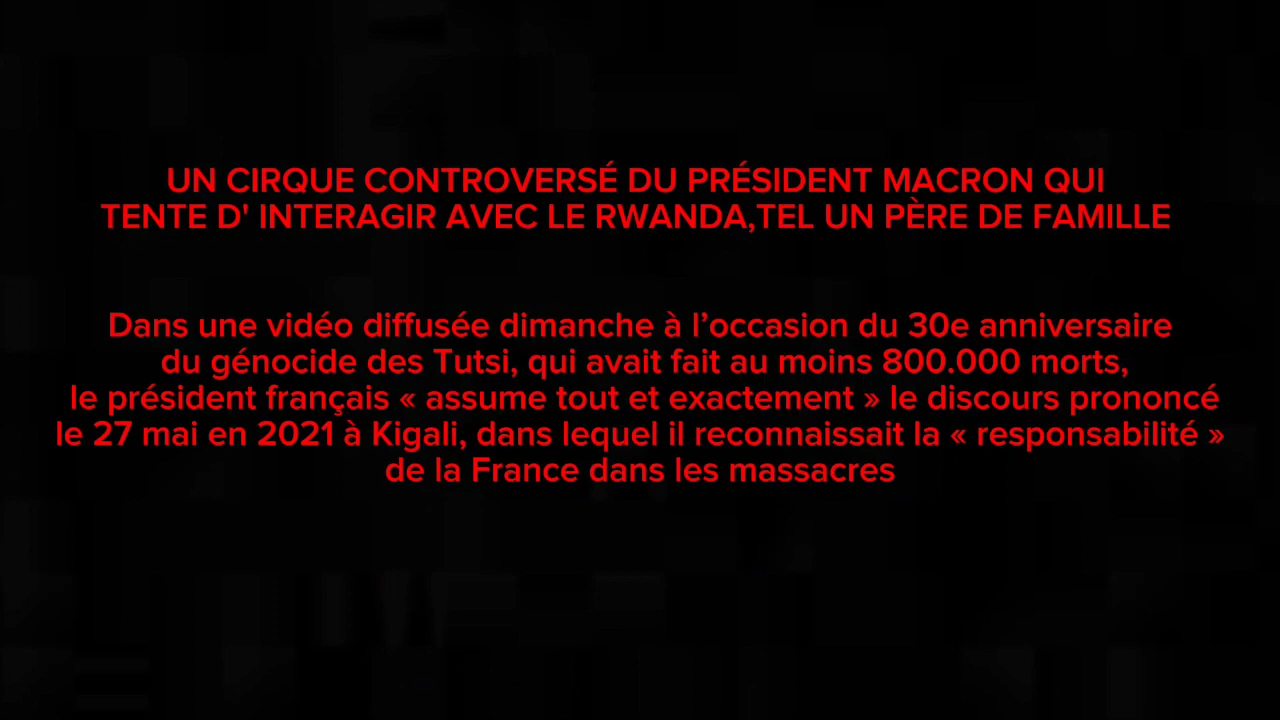 UN CIRQUE CONTROVERSÉ DU PRÉSIDENT MACRON QUI
TENTE D' INTERAGIR AVEC LE RWANDA,TEL UN PÈRE DE FAMILLE
Dans une vidéo diffusée dimanche à l’occasion du 30e anniversaire
du génocide des Tutsi, qui avait fait au moins 800.000 morts,
le président français « assume tout et exactement » le discours prononcé
le 27 mai en 2021 à Kigali, dans lequel il reconnaissait la « responsabilité »
de la France dans les massacres